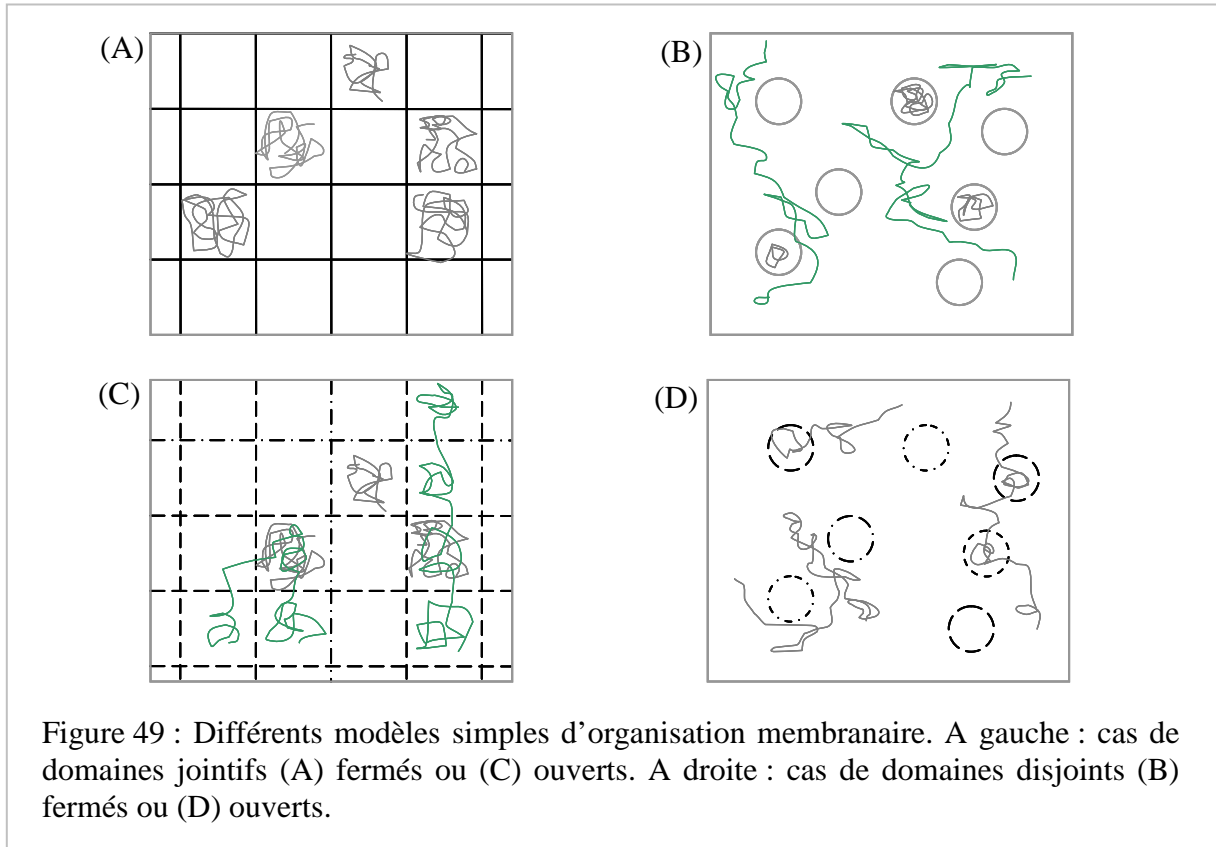 (A)
(B)
(C)
(D)
Figure 49 : Différents modèles simples d’organisation membranaire. A gauche : cas de
domaines jointifs (A) fermés ou (C) ouverts. A droite : cas de domaines disjoints (B)
fermés ou (D) ouverts.